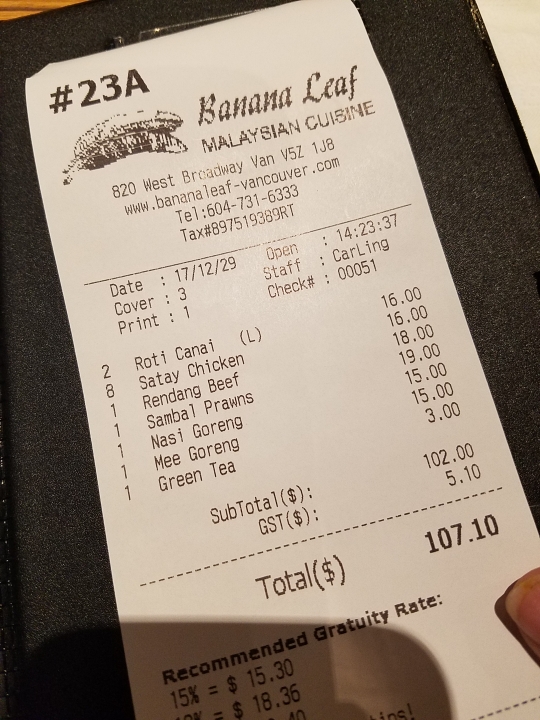 #23A
Banana Leaf
MALAYSIAN CUISINE
820 West Broadway Van V5Z 1J8
www.bananaleaf-vancouver.com
Tel:604-731-6333
Tax#897519389RT
Date : 17/12/29 Open : 14:23:37
Cover : 3 Staff : CarLing
Print : 1 Check# : 00051
2 Roti Canai (L) 16.00
8 Satay Chicken 16.00
1 Rendang Beef 18.00
1 Sambal Prawns 19.00
1 Nasi Goreng 15.00
1 Mee Goreng 15.00
1 Green Tea 3.00
SubTotal($): 102.00
GST($): 5.10
Total($) 107.10
Recommended Gratuity Rate:
15% = $ 15.30
= $ 18.36